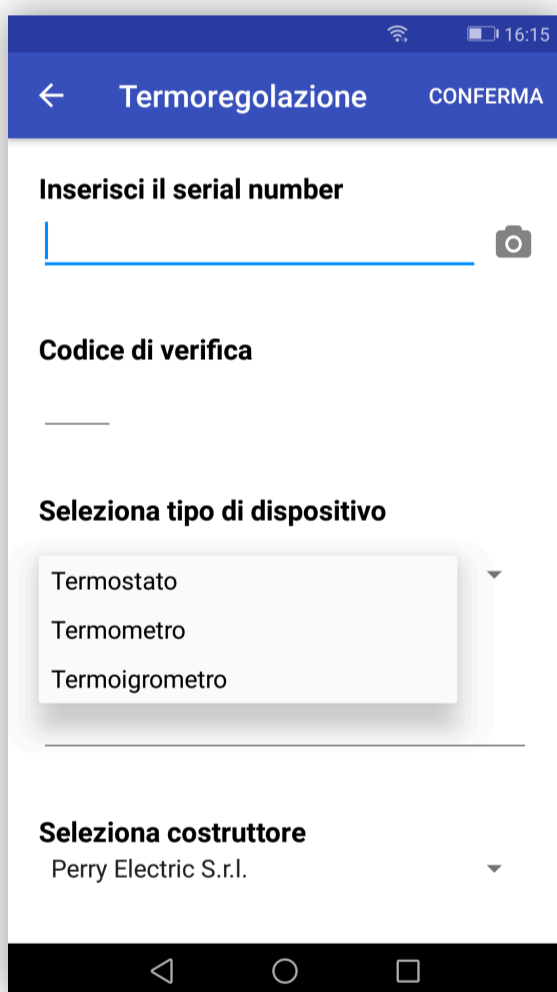 16:15
Termoregolazione CONFERMA
Inserisci il serial number
Codice di verifica
Seleziona tipo di dispositivo
Termostato
Termometro
Termoigrometro
Seleziona costruttore
Perry Electric S.r.l.